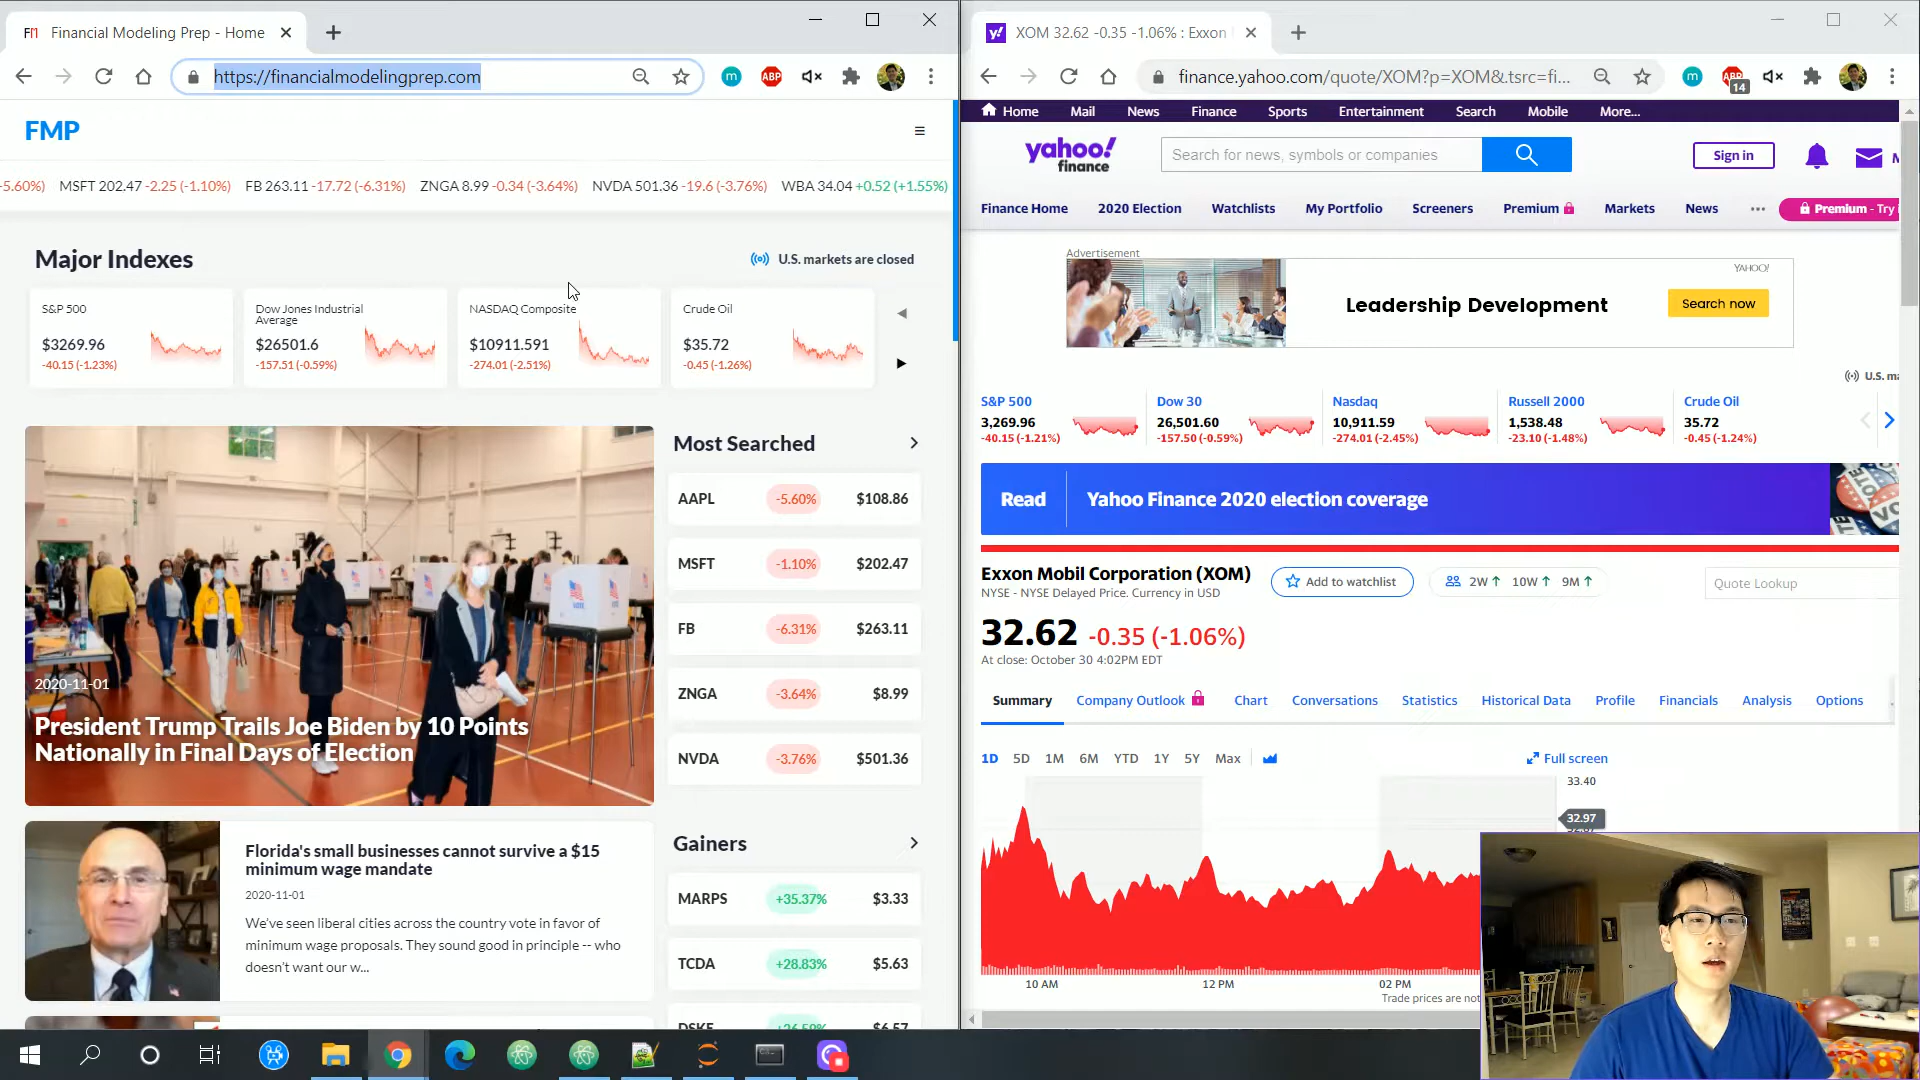 Financial Modeling Prep - Home
https://financialmodelingprep.com
ABP
FMP
-5.60%) MSFT 202.47 -2.25 (-1.10%) FB 263.11 -17.72 (-6.31%) ZNGA 8.99 -0.34 (-3.64%) NVDA 501.36 -19.6 (-3.76%) WBA 34.04 +0.52 (+1.55%)
Major Indexes
U.S. markets are closed
S&P 500
$3269.96
-40.15 (-1.23%)
Dow Jones Industrial
Average
$26501.6
-157.51 (-0.59%)
NASDAQ Composite
$10911.591
-274.01 (-2.51%)
Crude Oil
$35.72
-0.45 (-1.26%)
2020-11-01
President Trump Trails Joe Biden by 10 Points
Nationally in Final Days of Election
Florida's small businesses cannot survive a $15
minimum wage mandate
2020-11-01
We've seen liberal cities across the country vote in favor of
minimum wage proposals. They sound good in principle -- who
doesn't want our w...
Most Searched
AAPL -5.60% $108.86
MSFT -1.10% $202.47
FB -6.31% $263.11
ZNGA -3.64% $8.99
NVDA -3.76% $501.36
Gainers
MARPS +35.37% $3.33
TCDA +28.83% $5.63
DSKE +26.59% $6.57
XOM 32.62 -0.35 -1.06% : Exxon
finance.yahoo.com/quote/XOM?p=XOM&.tsrc=fi...
14
Home Mail News Finance Sports Entertainment Search Mobile More...
yahoo!
finance
Search for news, symbols or companies
Sign in
Finance Home 2020 Election Watchlists My Portfolio Screeners Premium Markets News ... Premium - Try i
Advertisement
YAHOO!
Leadership Development
Search now
U.S. ma
S&P 500
3,269.96
-40.15 (-1.21%)
Dow 30
26,501.60
-157.50 (-0.59%)
Nasdaq
10,911.59
-274.01 (-2.45%)
Russell 2000
1,538.48
-23.10 (-1.48%)
Crude Oil
35.72
-0.45 (-1.24%)
Read
Yahoo Finance 2020 election coverage
Exxon Mobil Corporation (XOM)
NYSE - NYSE Delayed Price. Currency in USD
Add to watchlist
2W↑ 10W↑ 9M↑
Quote Lookup
32.62 -0.35 (-1.06%)
At close: October 30 4:02PM EDT
Summary Company Outlook Chart Conversations Statistics Historical Data Profile Financials Analysis Options
1D 5D 1M 6M YTD 1Y 5Y Max
Full screen
33.40
32.97
10 AM 12 PM 02 PM
Trade prices are not